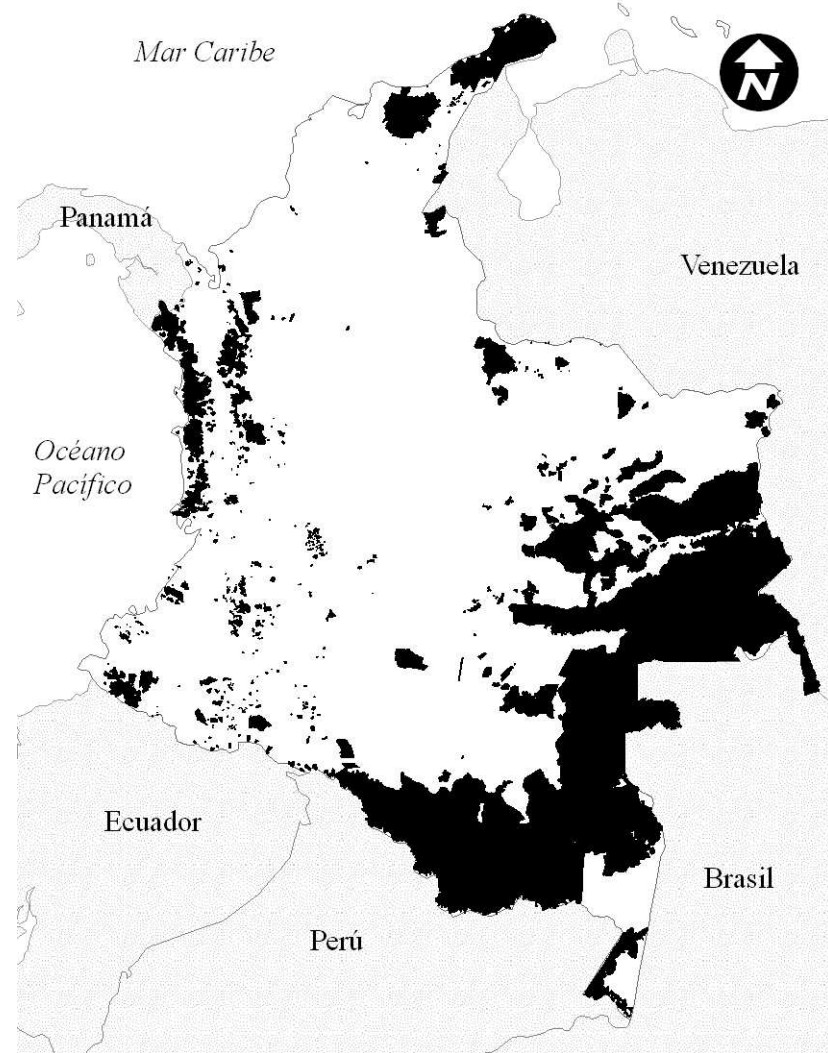 Mar Caribe
N
Panamá
Venezuela
Océano
Pacífico
Ecuador
Brasil
Perú